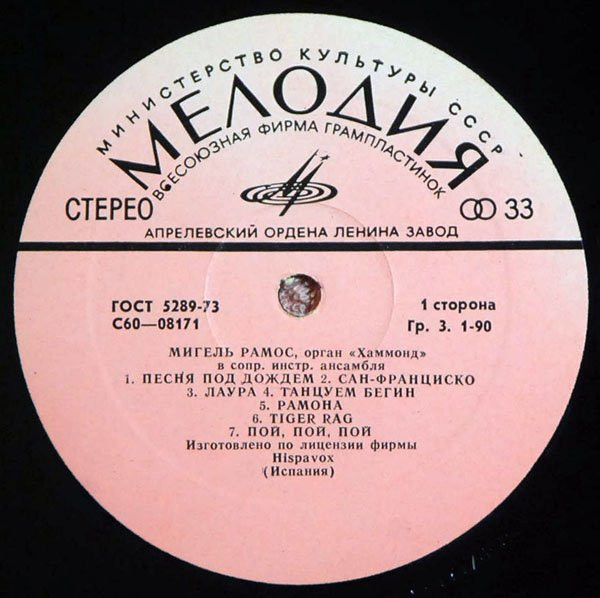 МИНИСТЕРСТВО КУЛЬТУРЫ СССР
МЕЛОДИЯ
ВСЕСОЮЗНАЯ ФИРМА ГРАМПЛАСТИНОК
СТЕРЕО
33
АПРЕЛЕВСКИЙ ОРДЕНА ЛЕНИНА ЗАВОД
ГОСТ 5289-73
1 сторона
С60—08171
Гр. 3. 1-90
МИГЕЛЬ РАМОС, орган «Хаммонд»
в сопр. инстр. ансамбля
1. ПЕСНЯ ПОД ДОЖДЕМ 2. САН-ФРАНЦИСКО
3. ЛАУРА 4. ТАНЦУЕМ БЕГИН
5. РАМОНА
6. TIGER RAG
7. ПОЙ, ПОЙ, ПОЙ
Изготовлено по лицензии фирмы
Hispavox
(Испания)